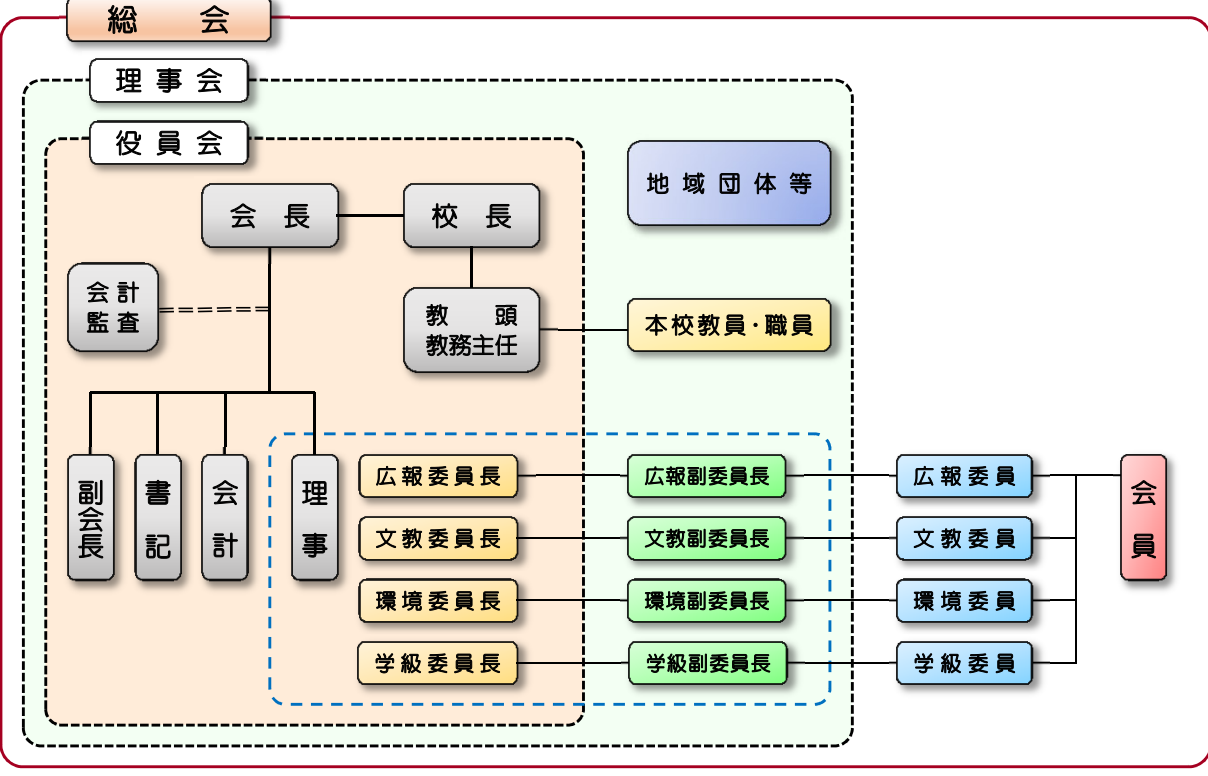 総会
理事会
役員会
地域団体等
会長
校長
会計
監査
教頭
教務主任
本校教員・職員
副会長
書記
会計
理事
広報委員長
広報副委員長
広報委員
会員
文教委員長
文教副委員長
文教委員
環境委員長
環境副委員長
環境委員
学級委員長
学級副委員長
学級委員